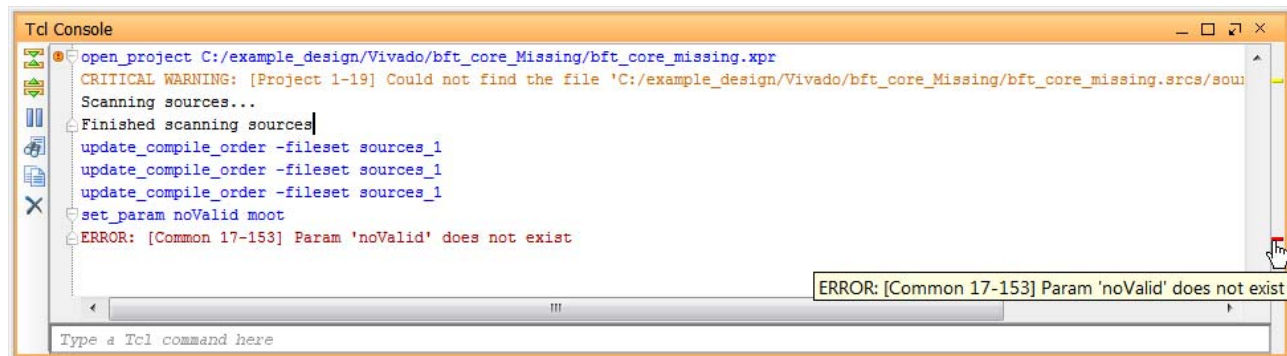 Tcl Console
open_project C:/example_design/Vivado/bft_core_Missing/bft_core_missing.xpr
CRITICAL WARNING: [Project 1-19] Could not find the file 'C:/example_design/Vivado/bft_core_Missing/bft_core_missing.srcs/sour
Scanning sources...
Finished scanning sources
update_compile_order -fileset sources_1
update_compile_order -fileset sources_1
update_compile_order -fileset sources_1
set_param noValid moot
ERROR: [Common 17-153] Param 'noValid' does not exist
ERROR: [Common 17-153] Param 'noValid' does not exist
Type a Tcl command here